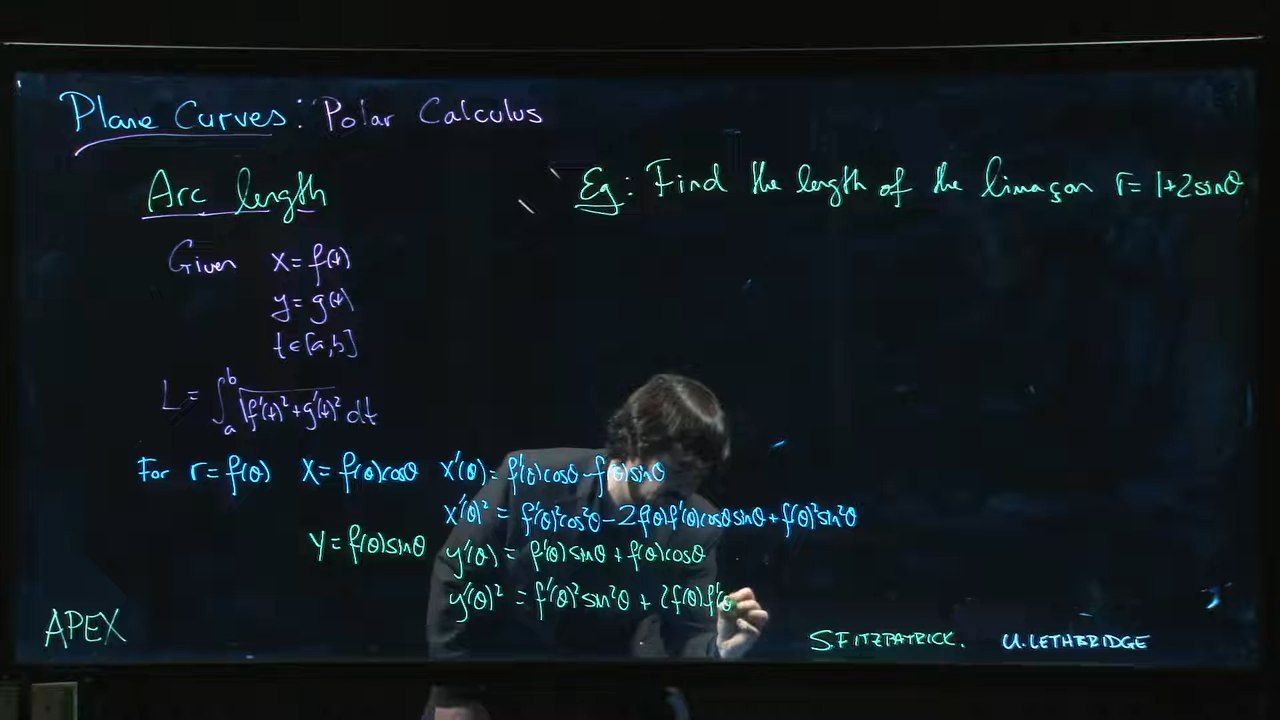 Plane Curves: Polar Calculus
Arc length
Given x = f(t)
y = g(t)
t ∈ [a,b]
L = ∫_a^b √(f'(t)² + g'(t)²) dt
For r = f(θ) x = f(θ)cosθ x'(θ) = f'(θ)cosθ - f(θ)sinθ
x'(θ)² = f'(θ)²cos²θ - 2f(θ)f'(θ)cosθsinθ + f(θ)²sin²θ
y = f(θ)sinθ y'(θ) = f'(θ)sinθ + f(θ)cosθ
y'(θ)² = f'(θ)²sin²θ + 2f(θ)f'(θ
Eg: Find the length of the limaçon r = 1+2sinθ
APEX
S.FITZPATRICK. U.LETHBRIDGE